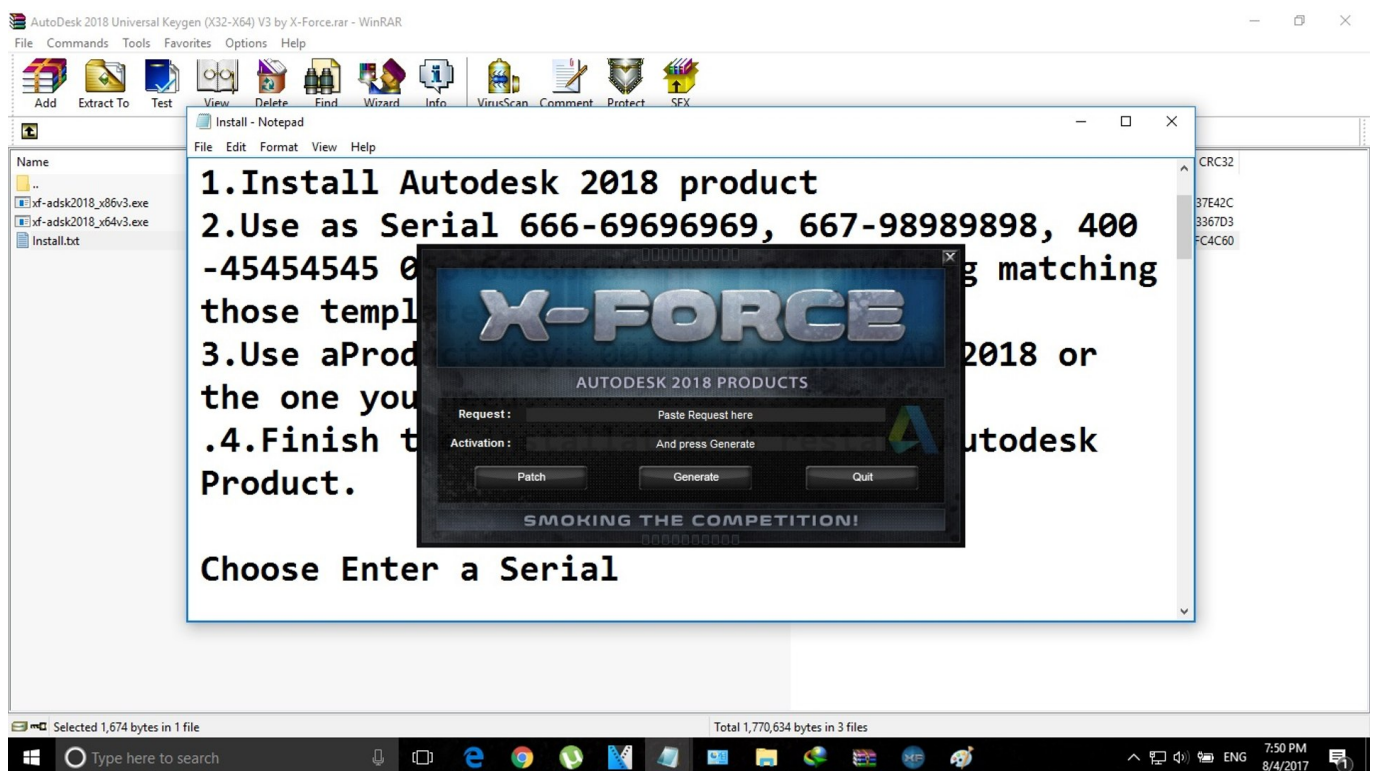 AutoDesk 2018 Universal Keygen (X32-X64) V3 by X-Force.rar - WinRAR
File Commands Tools Favorites Options Help
Add Extract To Test View Delete Find Wizard Info VirusScan Comment Protect SFX
Install - Notepad
File Edit Format View Help
Name
CRC32
..
xf-adsk2018_x86v3.exe
37E42C
xf-adsk2018_x64v3.exe
3367D3
Install.txt
FC4C60
1.Install Autodesk 2018 product
2.Use as Serial 666-69696969, 667-98989898, 400
-45454545 matching
those templ
3.Use aProd 2018 or
the one you
.4.Finish t utodesk
Product.
Choose Enter a Serial
X-FORCE
AUTODESK 2018 PRODUCTS
Request : Paste Request here
Activation : And press Generate
Patch Generate Quit
SMOKING THE COMPETITION!
Selected 1,674 bytes in 1 file
Total 1,770,634 bytes in 3 files
Type here to search
ENG
7:50 PM
8/4/2017